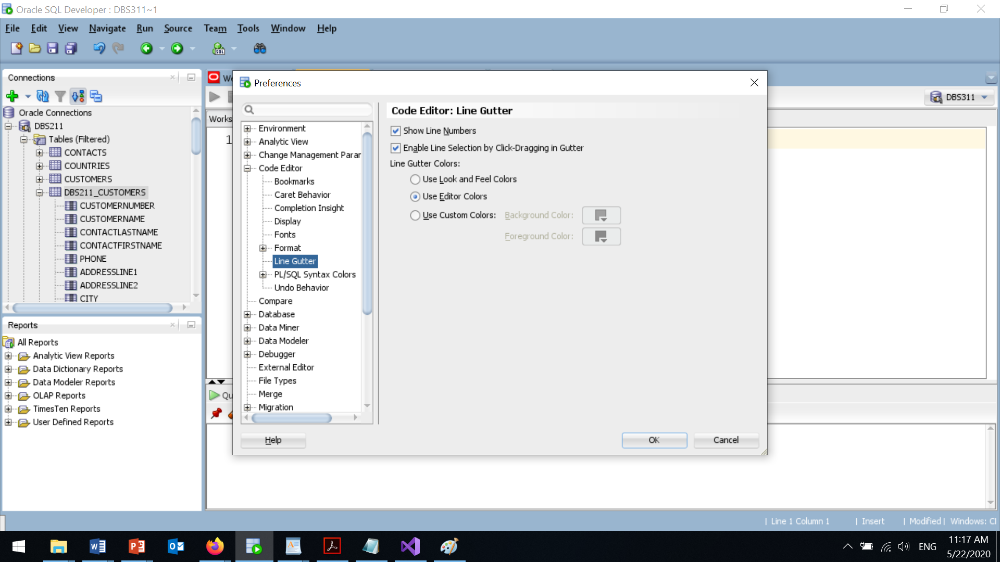 Oracle SQL Developer : DBS311~1
File Edit View Navigate Run Source Team Tools Window Help
SQL
Connections
Oracle Connections
DBS211
Tables (Filtered)
CONTACTS
COUNTRIES
CUSTOMERS
DBS211_CUSTOMERS
CUSTOMERNUMBER
CUSTOMERNAME
CONTACTLASTNAME
CONTACTFIRSTNAME
PHONE
ADDRESSLINE1
ADDRESSLINE2
CITY
Reports
All Reports
Analytic View Reports
Data Dictionary Reports
Data Modeler Reports
OLAP Reports
TimesTen Reports
User Defined Reports
We
DBS311
Works
1
Qu
Preferences
Environment
Analytic View
Change Management Parar
Code Editor
Bookmarks
Caret Behavior
Completion Insight
Display
Fonts
Format
Line Gutter
PL/SQL Syntax Colors
Undo Behavior
Compare
Database
Data Miner
Data Modeler
Debugger
External Editor
File Types
Merge
Migration
Code Editor: Line Gutter
Show Line Numbers
Enable Line Selection by Click-Dragging in Gutter
Line Gutter Colors:
Use Look and Feel Colors
Use Editor Colors
Use Custom Colors: Background Color:
Foreground Color:
Help OK Cancel
| Line 1 Column 1 | Insert | Modified | Windows: Cl
ENG
11:17 AM
5/22/2020